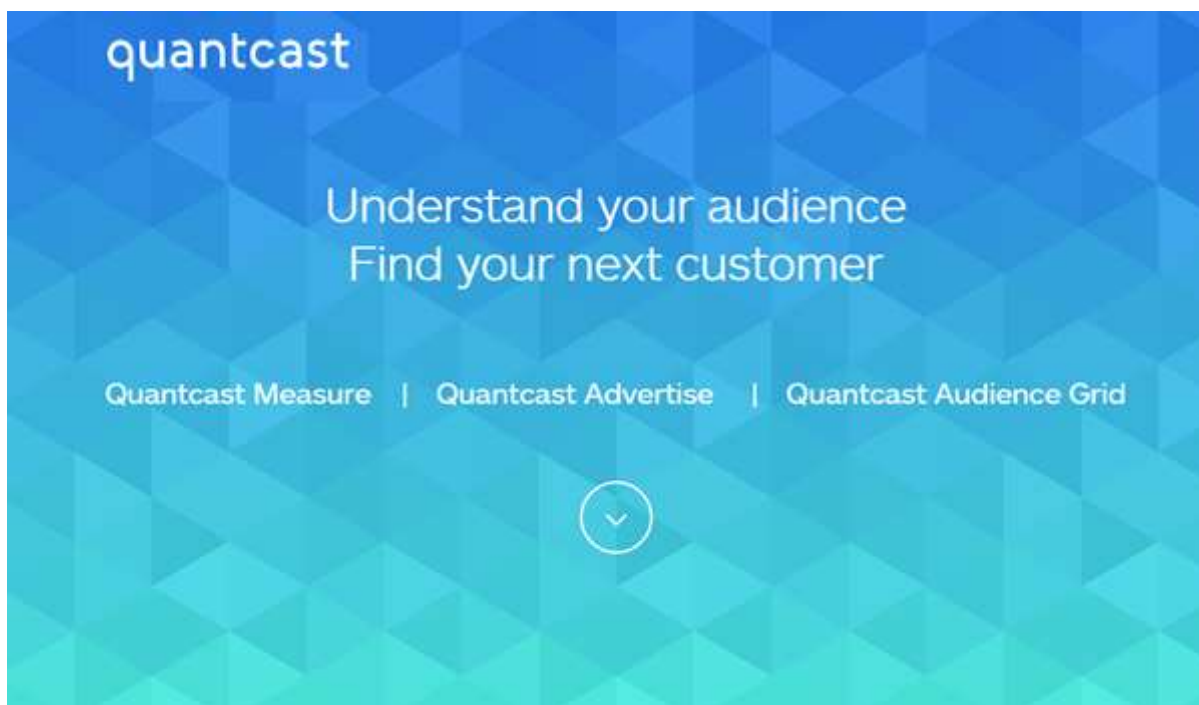 quantcast
Understand your audience
Find your next customer
Quantcast Measure | Quantcast Advertise | Quantcast Audience Grid